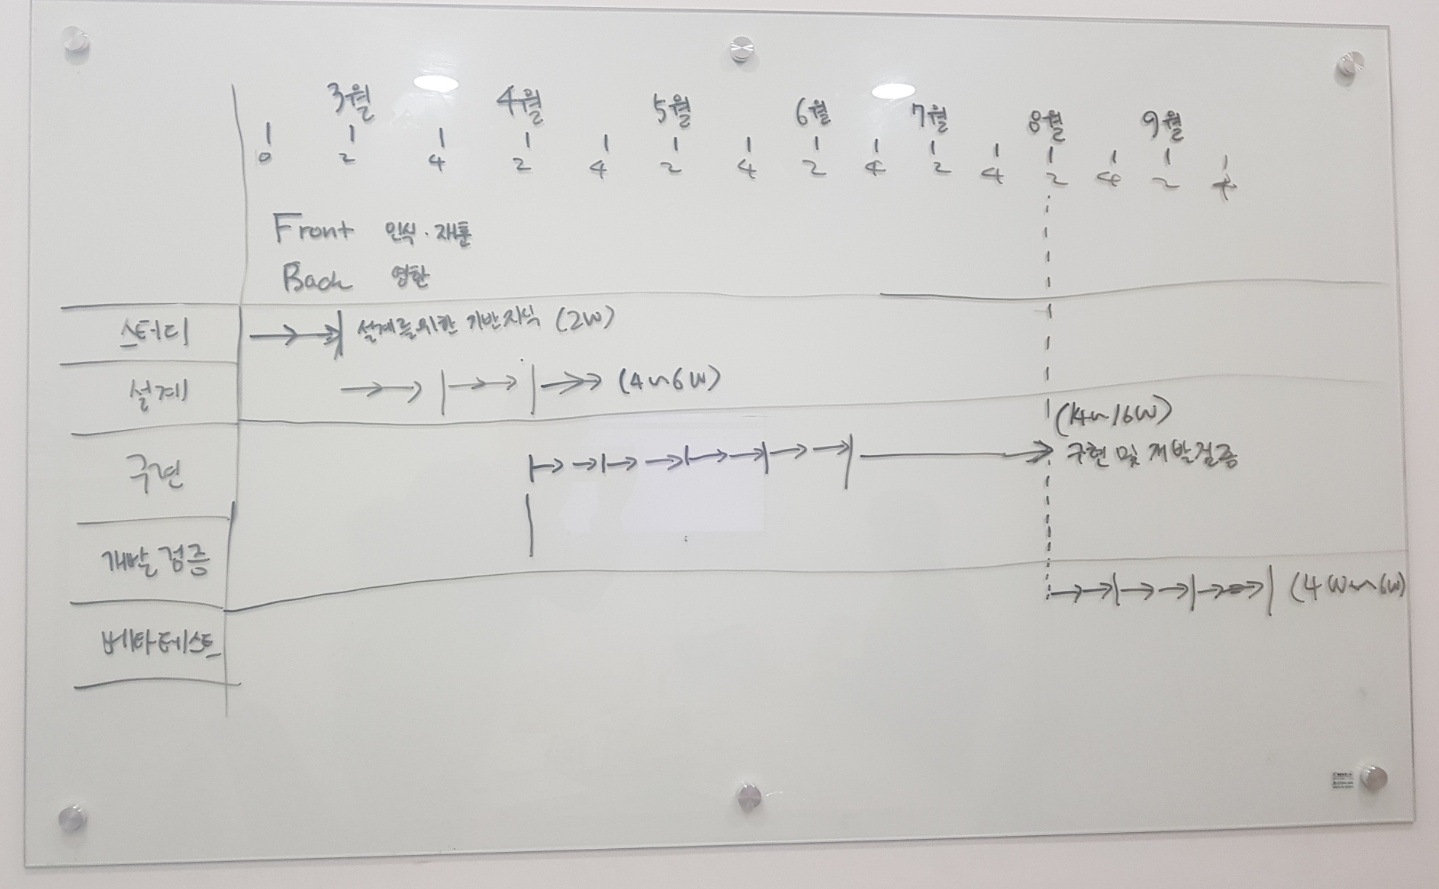 3월 4월 5월 6월 7월 8월 9월
0 2 4 2 4 2 4 2 4 2 4 2 4 2 4
Front 인식·재훈
Back 영한
스터디 설계를위한 기반지식 (2W)
설계 (4~6W)
(14~16W)
구현 구현 및 개발검증
개발검증
(4W~6W)
베타테스트